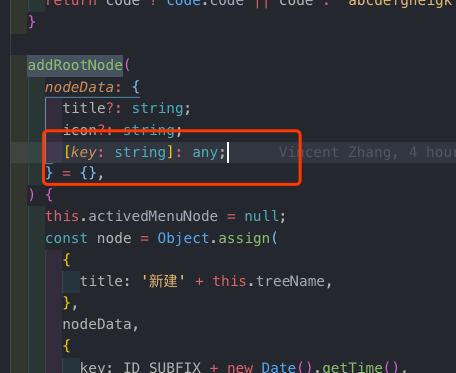 return code ? code.code || code : 'abcdefgheigk
}
addRootNode(
nodeData: {
title?: string;
icon?: string;
[key: string]: any; Vincent Zhang, 4 hour
} = {},
) {
this.activedMenuNode = null;
const node = Object.assign(
{
title: '新建' + this.treeName,
},
nodeData,
{
key: ID_SUBFIX + new Date().getTime(),